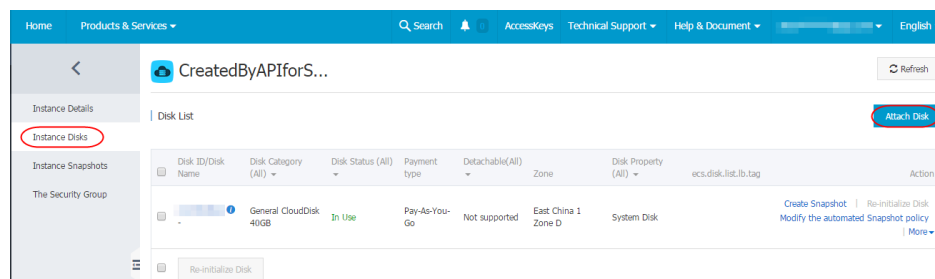 Home Products & Services Search AccessKeys Technical Support Help & Document English
CreatedByAPIforS...
Refresh
Instance Details
Disk List
Attach Disk
Instance Disks
Instance Snapshots
The Security Group
Disk ID/Disk Name Disk Category (All) Disk Status (All) Payment type Detachable(All) Zone Disk Property (All) ecs.disk.list.lb.tag Action
- General CloudDisk 40GB In Use Pay-As-You-Go Not supported East China 1 Zone D System Disk Create Snapshot | Re-initialize Disk
Modify the automated Snapshot policy
| More
Re-initialize Disk